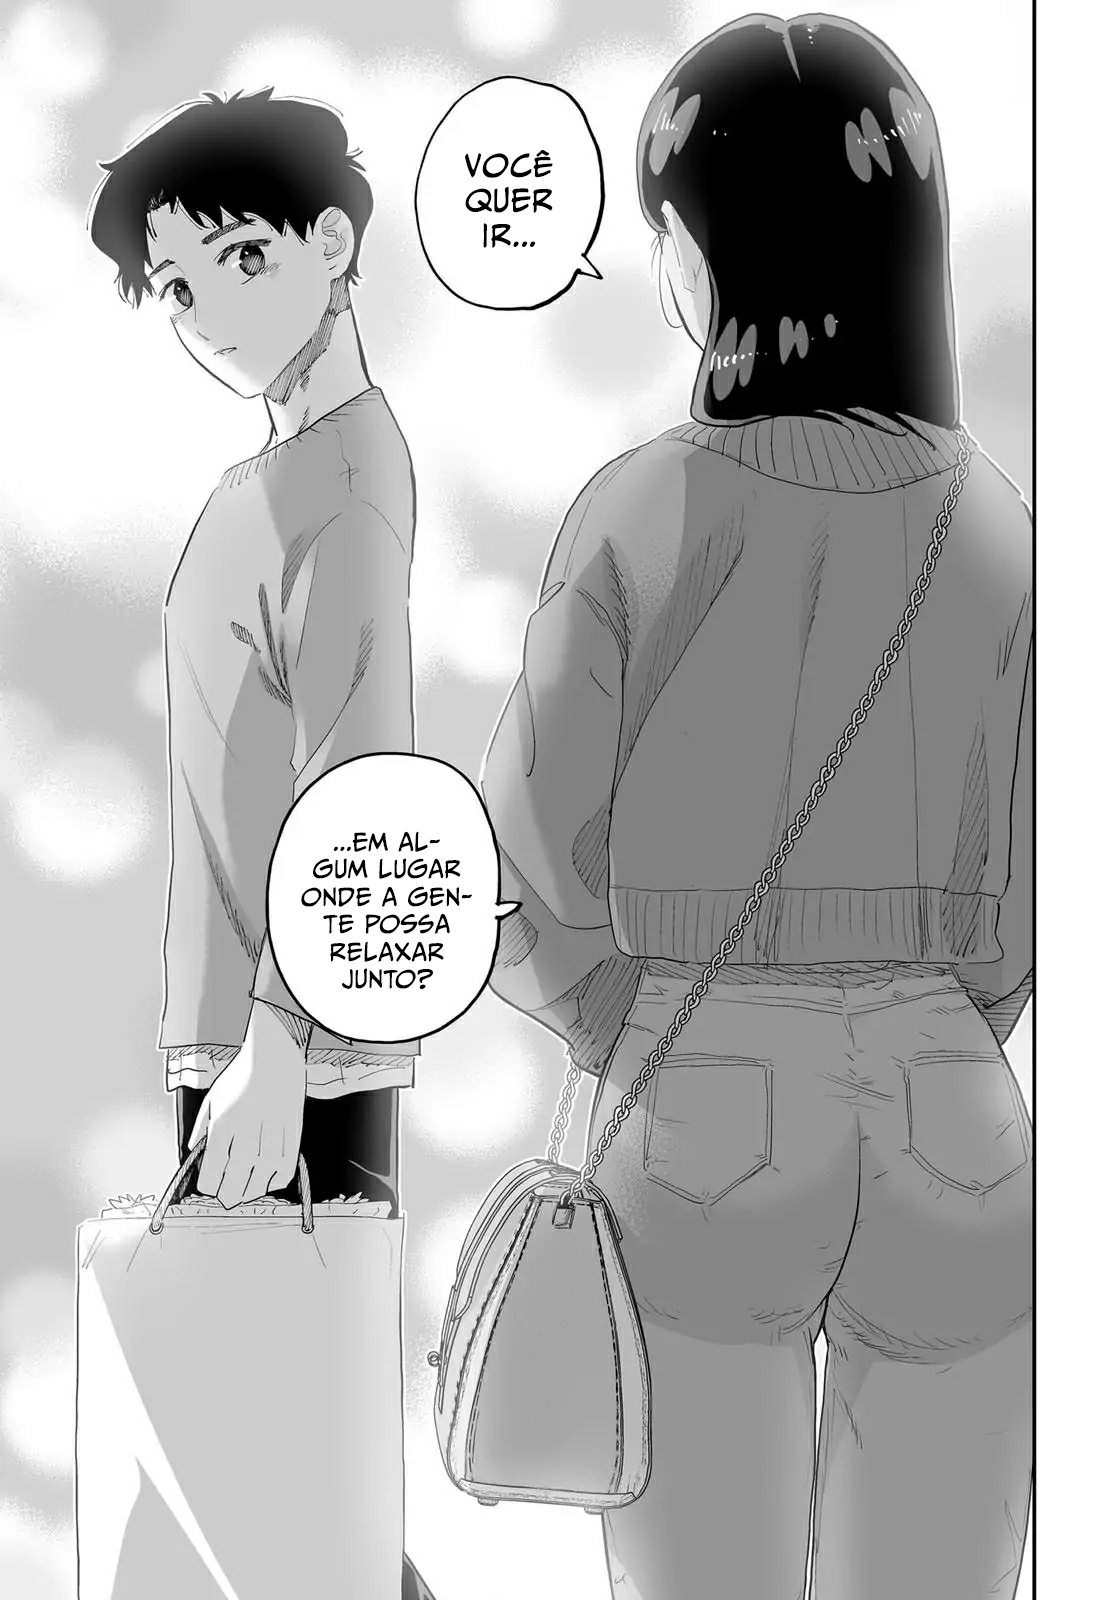 VOCÊ
QUER
IR...
...EM AL-
GUM LUGAR
ONDE A GEN-
TE POSSA
RELAXAR
JUNTO?